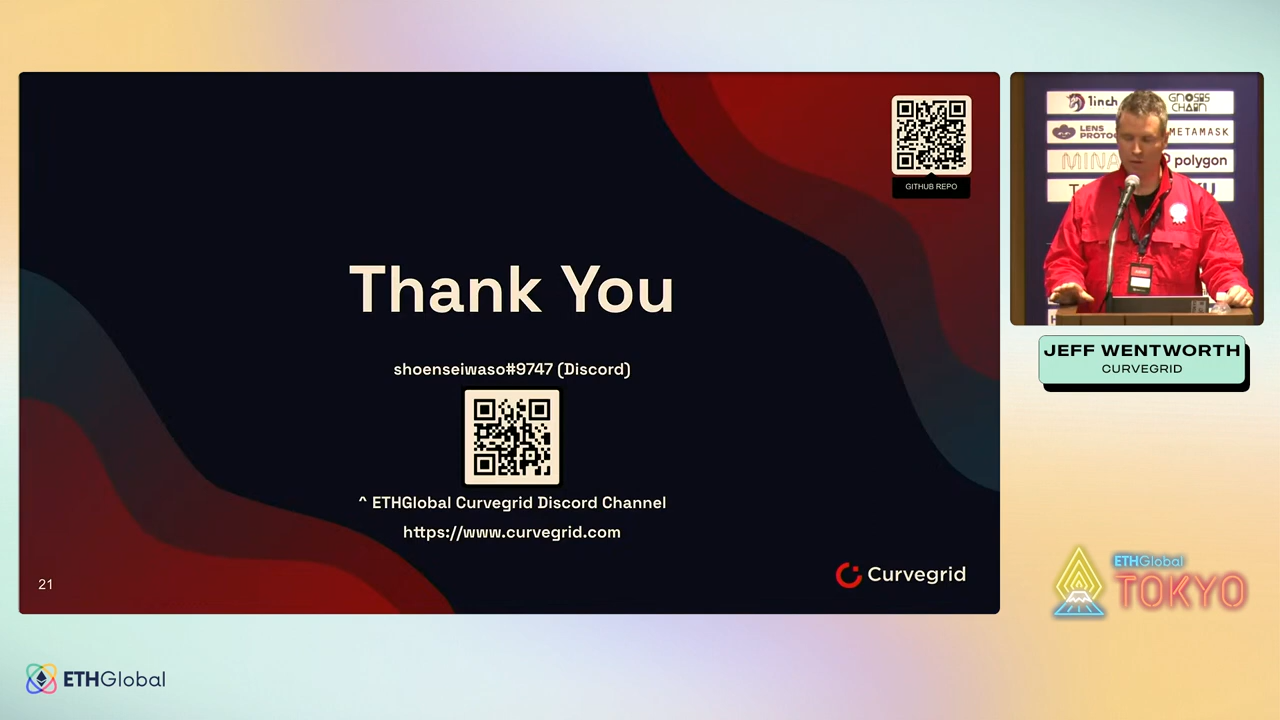 GITHUB REPO
Thank You
shoenseiwaso#9747 (Discord)
^ ETHGlobal Curvegrid Discord Channel
https://www.curvegrid.com
21
Curvegrid
1inch
GNOSIS
CHAIN
LENS
METAMASK
MINA
polygon
JEFF WENTWORTH
CURVEGRID
ETHGlobal
TOKYO
ETHGlobal